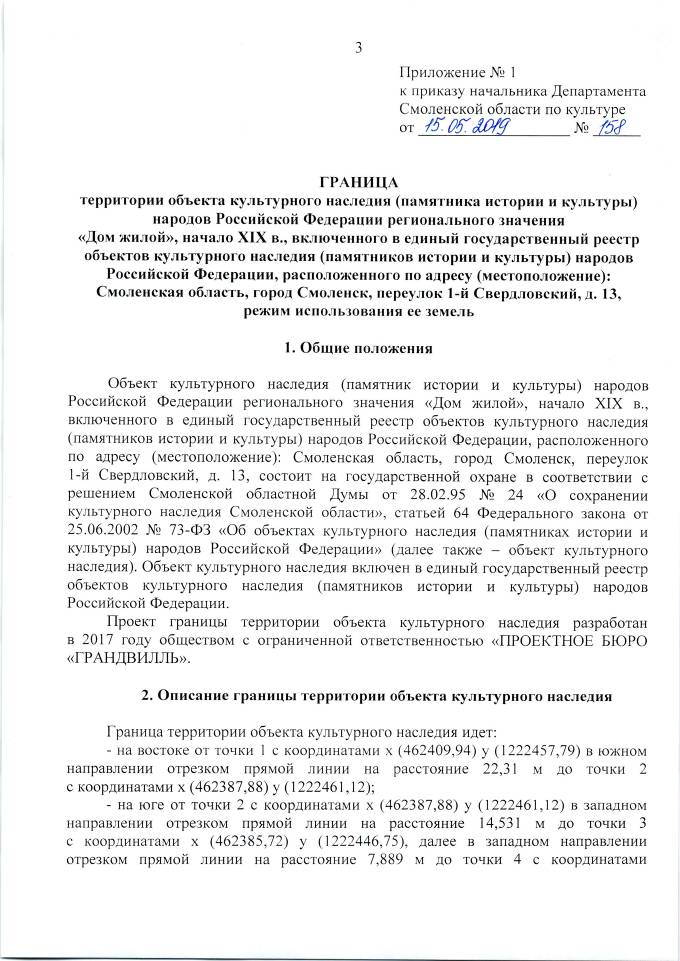 3
Приложение № 1
к приказу начальника Департамента
Смоленской области по культуре
от 15.05.2019 № 158
ГРАНИЦА
территории объекта культурного наследия (памятника истории и культуры)
народов Российской Федерации регионального значения
«Дом жилой», начало XIX в., включенного в единый государственный реестр
объектов культурного наследия (памятников истории и культуры) народов
Российской Федерации, расположенного по адресу (местоположение):
Смоленская область, город Смоленск, переулок 1-й Свердловский, д. 13,
режим использования ее земель
1. Общие положения
Объект культурного наследия (памятник истории и культуры) народов
Российской Федерации регионального значения «Дом жилой», начало XIX в.,
включенного в единый государственный реестр объектов культурного наследия
(памятников истории и культуры) народов Российской Федерации, расположенного
по адресу (местоположение): Смоленская область, город Смоленск, переулок
1-й Свердловский, д. 13, состоит на государственной охране в соответствии с
решением Смоленской областной Думы от 28.02.95 № 24 «О сохранении
культурного наследия Смоленской области», статьей 64 Федерального закона от
25.06.2002 № 73-ФЗ «Об объектах культурного наследия (памятниках истории и
культуры) народов Российской Федерации» (далее также – объект культурного
наследия). Объект культурного наследия включен в единый государственный реестр
объектов культурного наследия (памятников истории и культуры) народов
Российской Федерации.
Проект границы территории объекта культурного наследия разработан
в 2017 году обществом с ограниченной ответственностью «ПРОЕКТНОЕ БЮРО
«ГРАНДВИЛЛЬ».
2. Описание границы территории объекта культурного наследия
Граница территории объекта культурного наследия идет:
- на востоке от точки 1 с координатами х (462409,94) у (1222457,79) в южном
направлении отрезком прямой линии на расстояние 22,31 м до точки 2
с координатами х (462387,88) у (1222461,12);
- на юге от точки 2 с координатами х (462387,88) у (1222461,12) в западном
направлении отрезком прямой линии на расстояние 14,531 м до точки 3
с координатами х (462385,72) у (1222446,75), далее в западном направлении
отрезком прямой линии на расстояние 7,889 м до точки 4 с координатами